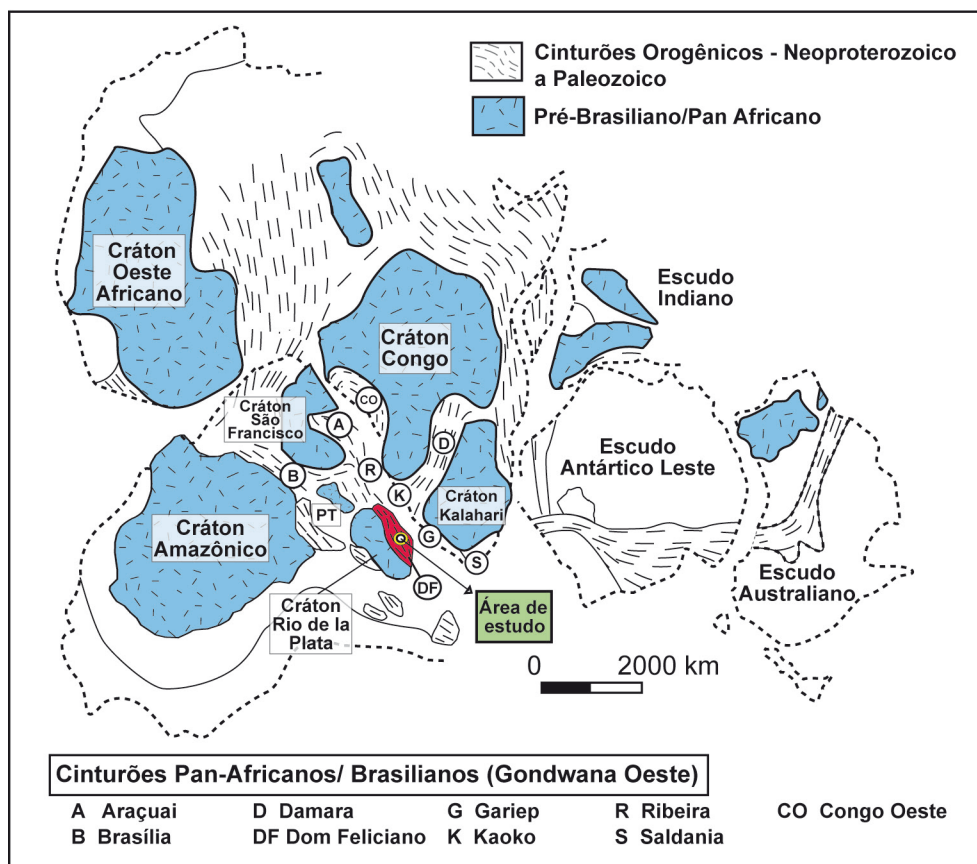 Cinturões Orogênicos - Neoproterozoico
a Paleozoico
Pré-Brasiliano/Pan Africano
Cráton
Oeste
Africano
Escudo
Indiano
Cráton
Congo
CO
Cráton
São
Francisco
A
D
Escudo
Antártico Leste
B
R
K
Cráton
Kalahari
PT
Cráton
Amazônico
Q
G
S
Escudo
Australiano
DF
Cráton
Rio de la
Plata
Área de
estudo
0 2000 km
Cinturões Pan-Africanos/ Brasilianos (Gondwana Oeste)
A Araçuai D Damara G Gariep R Ribeira CO Congo Oeste
B Brasília DF Dom Feliciano K Kaoko S Saldania